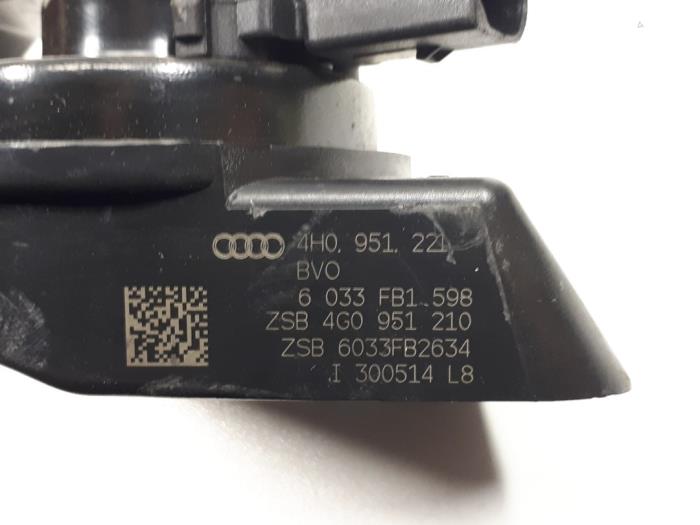 4H0. 951. 221
BVO
6 033 FB1 598
ZSB 4G0 951 210
ZSB 6033FB2634
I 300514 L8